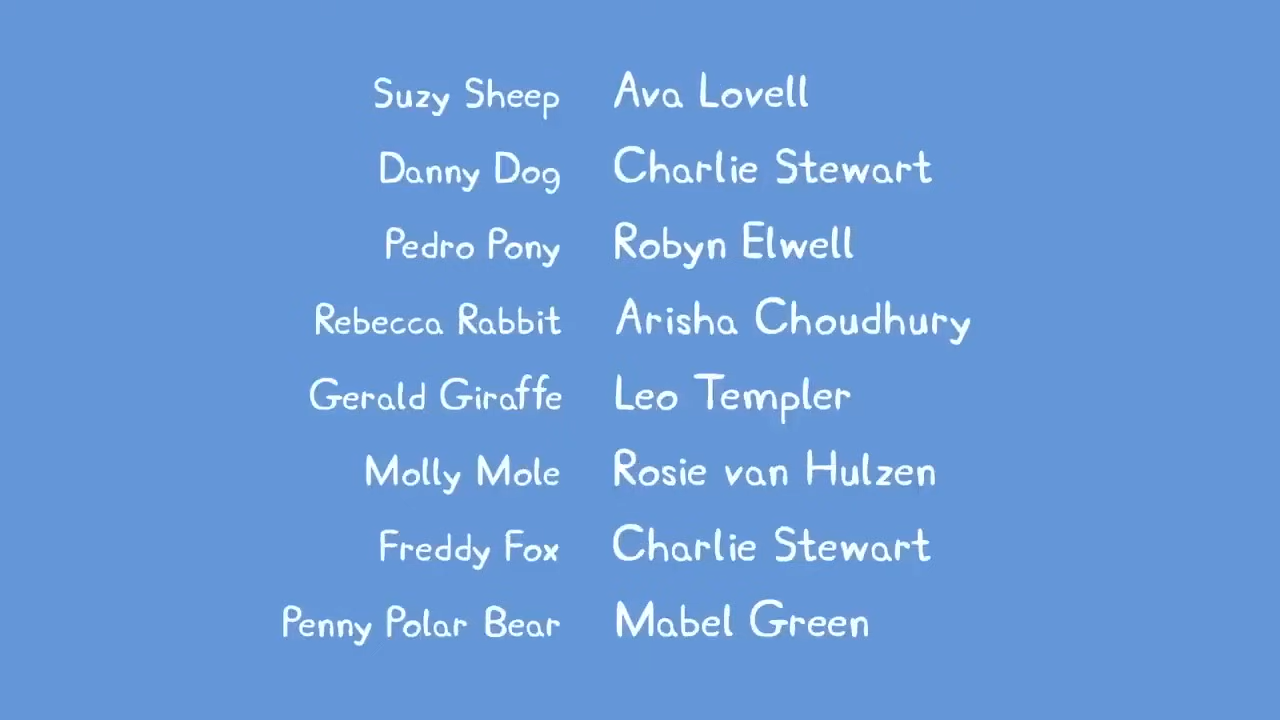 Suzy Sheep Ava Lovell
Danny Dog Charlie Stewart
Pedro Pony Robyn Elwell
Rebecca Rabbit Arisha Choudhury
Gerald Giraffe Leo Templer
Molly Mole Rosie van Hulzen
Freddy Fox Charlie Stewart
Penny Polar Bear Mabel Green